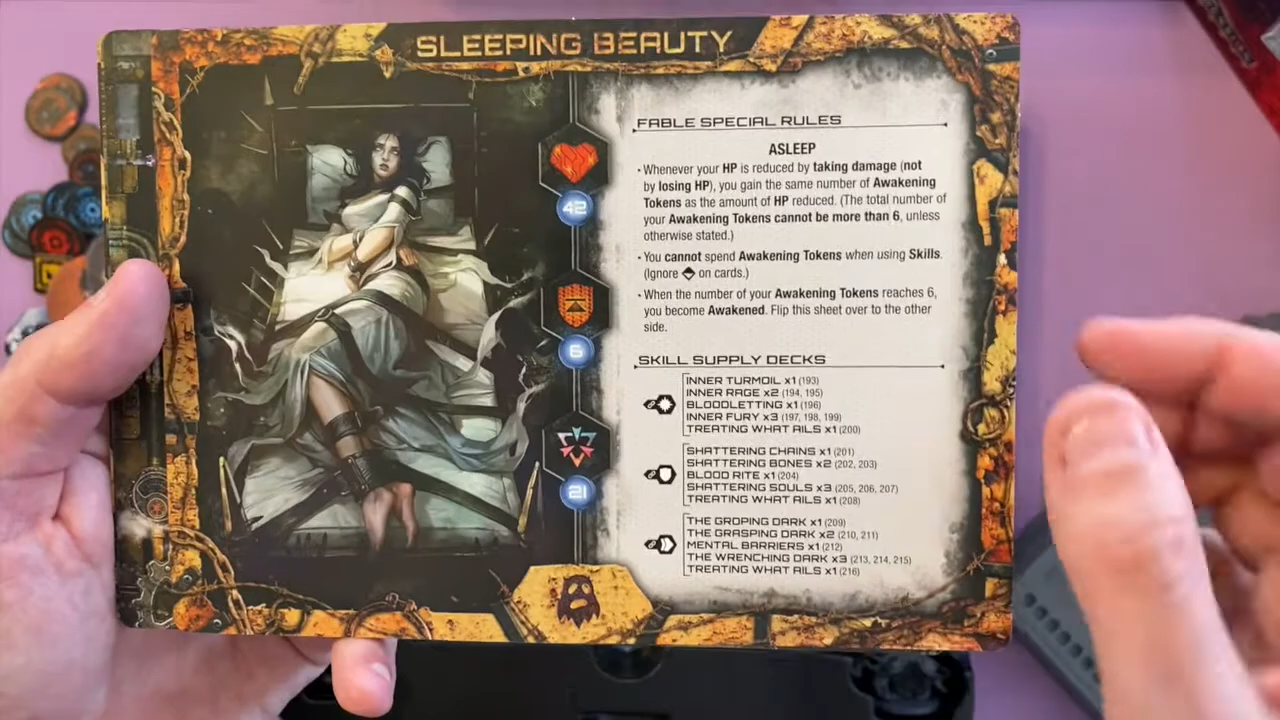 SLEEPING BEAUTY
42
6
21
FABLE SPECIAL RULES
ASLEEP
• Whenever your HP is reduced by taking damage (not
by losing HP), you gain the same number of Awakening
Tokens as the amount of HP reduced. (The total number of
your Awakening Tokens cannot be more than 6, unless
otherwise stated.)
• You cannot spend Awakening Tokens when using Skills.
(Ignore on cards.)
• When the number of your Awakening Tokens reaches 6,
you become Awakened. Flip this sheet over to the other
side.
SKILL SUPPLY DECKS
INNER TURMOIL x1 (193)
INNER RAGE x2 (194, 195)
BLOODLETTING x1 (196)
INNER FURY x3 (197, 198, 199)
TREATING WHAT AILS x1 (200)
SHATTERING CHAINS x1 (201)
SHATTERING BONES x2 (202, 203)
BLOOD RITE x1 (204)
SHATTERING SOULS x3 (205, 206, 207)
TREATING WHAT AILS x1 (208)
THE GROPING DARK x1 (209)
THE GRASPING DARK x2 (210, 211)
MENTAL BARRIERS x1 (212)
THE WRENCHING DARK x3 (213, 214, 215)
TREATING WHAT AILS x1 (216)